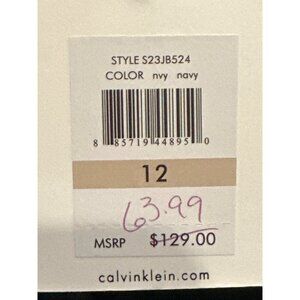 STYLE S23JB524
COLOR nvy navy
8 85719 44895 0
12
63.99
MSRP $129.00
calvinklein.com